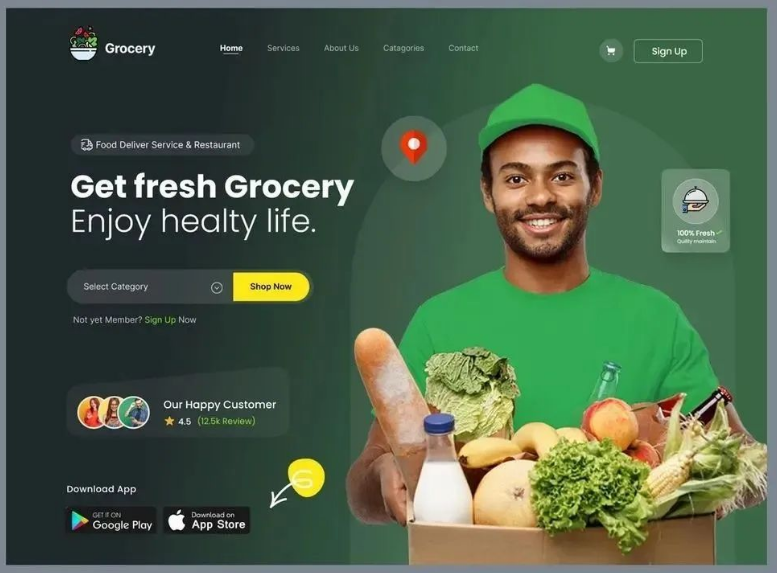 Grocery
Home Services About Us Catagories Contact
Sign Up
Food Deliver Service & Restaurant
Get fresh Grocery
Enjoy healty life.
100% Fresh
Quality maintain
Select Category
Shop Now
Not yet Member? Sign Up Now
Our Happy Customer
4.5 (12.5k Review)
Download App
GET IT ON
Google Play
Download on
App Store